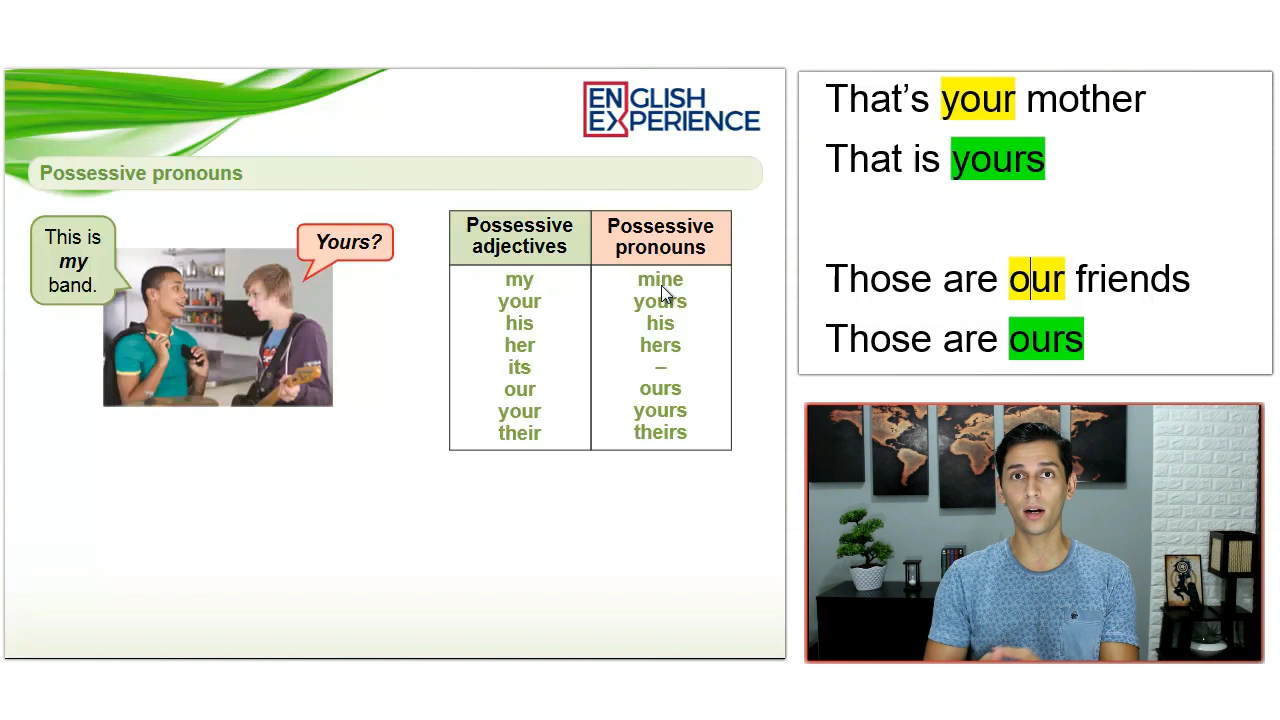 ENGLISH
EXPERIENCE
Possessive pronouns
This is
my
band.
Yours?
Possessive adjectives
Possessive pronouns
my mine
your yours
his his
her hers
its –
our ours
your yours
their theirs
That’s your mother
That is yours
Those are our friends
Those are ours